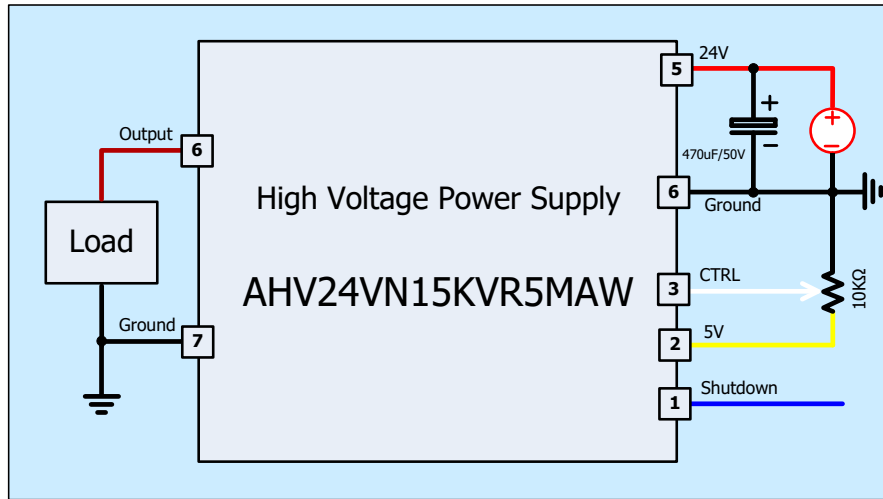 24V
5
Output
6
470uF/50V
High Voltage Power Supply
6
Ground
Load
CTRL
3
10KΩ
AHV24VN15KVR5MAW
Ground
7
5V
2
Shutdown
1